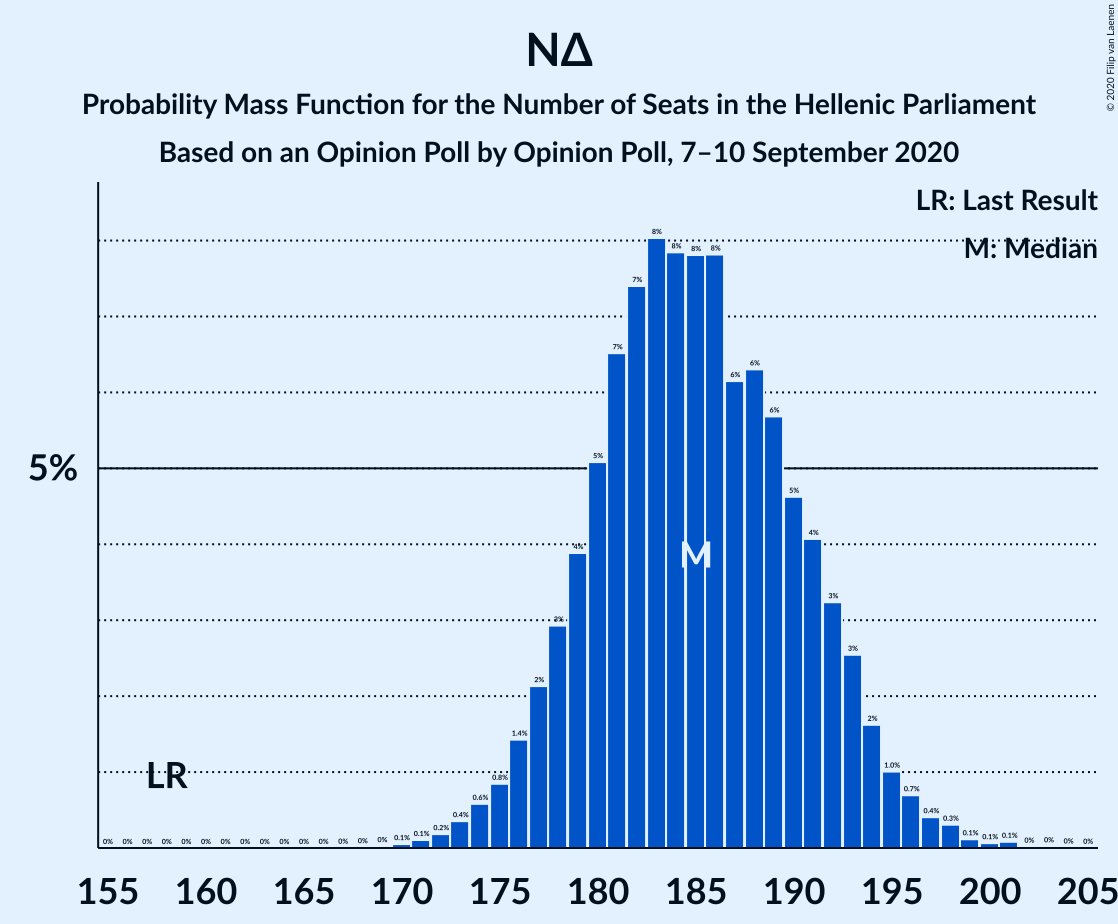 © 2020 Filip van Laenen
ΝΔ
Probability Mass Function for the Number of Seats in the Hellenic Parliament
Based on an Opinion Poll by Opinion Poll, 7–10 September 2020
LR: Last Result
M: Median
5%
0% 0% 0% 0% 0% 0% 0% 0% 0% 0% 0% 0% 0% 0% 0% 0.1% 0.1% 0.2% 0.4% 0.6% 0.8% 1.4% 2% 3% 4% 5% 7% 7% 8% 8% 8% 8% 6% 6% 6% 5% 4% 3% 3% 2% 1.0% 0.7% 0.4% 0.3% 0.1% 0.1% 0.1% 0% 0% 0% 0%
M
LR
155 160 165 170 175 180 185 190 195 200 205